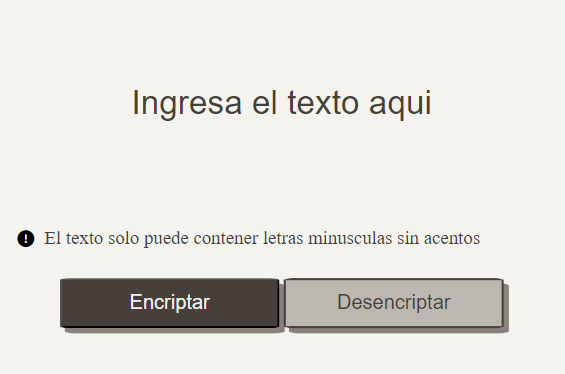 Ingresa el texto aqui
El texto solo puede contener letras minusculas sin acentos
Encriptar
Desencriptar